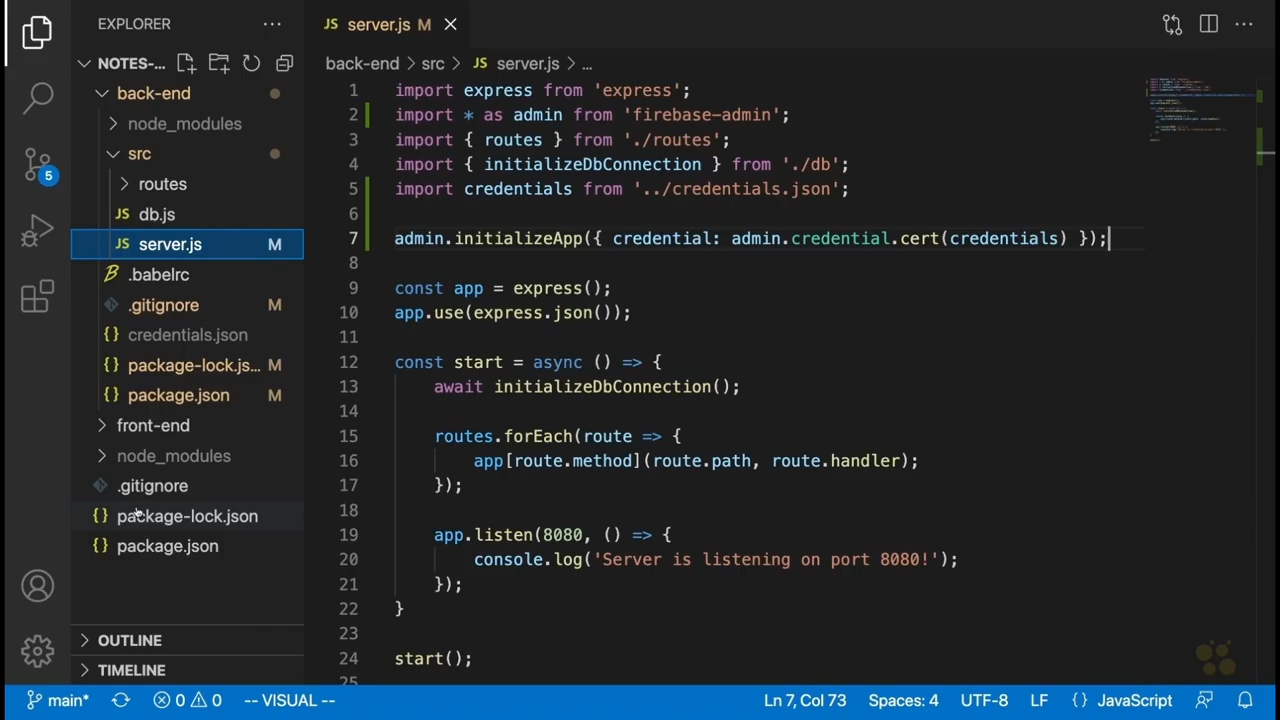 EXPLORER
NOTES-...
back-end
node_modules
src
routes
JS db.js
JS server.js M
.babelrc
.gitignore M
{} credentials.json
{} package-lock.js... M
{} package.json M
front-end
node_modules
.gitignore
{} package-lock.json
{} package.json
OUTLINE
TIMELINE
5
JS server.js M
back-end > src > JS server.js > ...
1 import express from 'express';
2 import * as admin from 'firebase-admin';
3 import { routes } from './routes';
4 import { initializeDbConnection } from './db';
5 import credentials from '../credentials.json';
6
7 admin.initializeApp({ credential: admin.credential.cert(credentials) });
8
9 const app = express();
10 app.use(express.json());
11
12 const start = async () => {
13 await initializeDbConnection();
14
15 routes.forEach(route => {
16 app[route.method](route.path, route.handler);
17 });
18
19 app.listen(8080, () => {
20 console.log('Server is listening on port 8080!');
21 });
22 }
23
24 start();
25
main* 0 0 -- VISUAL -- Ln 7, Col 73 Spaces: 4 UTF-8 LF {} JavaScript